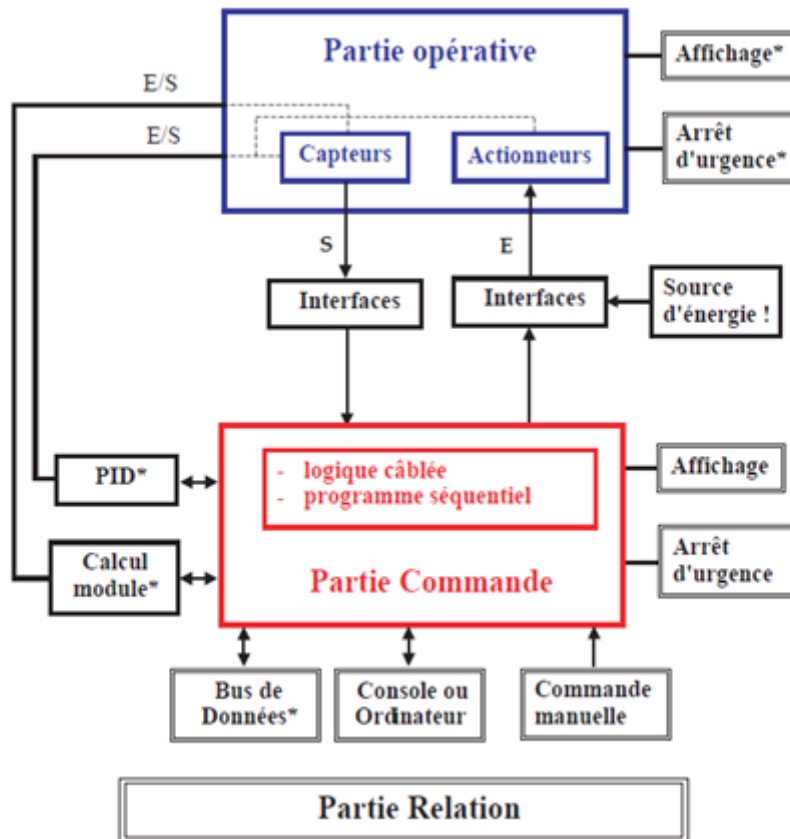 Partie opérative
Affichage*
E/S
E/S
Arrêt
d'urgence*
Capteurs
Actionneurs
S
E
Interfaces
Interfaces
Source
d'énergie !
- logique câblée
- programme séquentiel
Affichage
PID*
Arrêt
d'urgence
Calcul
module*
Partie Commande
Bus de
Données*
Console ou
Ordinateur
Commande
manuelle
Partie Relation